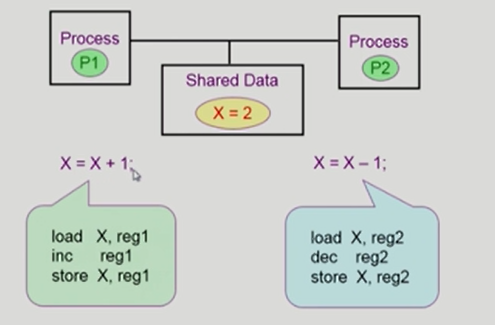 Process
P1
Process
P2
Shared Data
X = 2
X = X + 1;
X = X – 1;
load X, reg1
inc reg1
store X, reg1
load X, reg2
dec reg2
store X, reg2